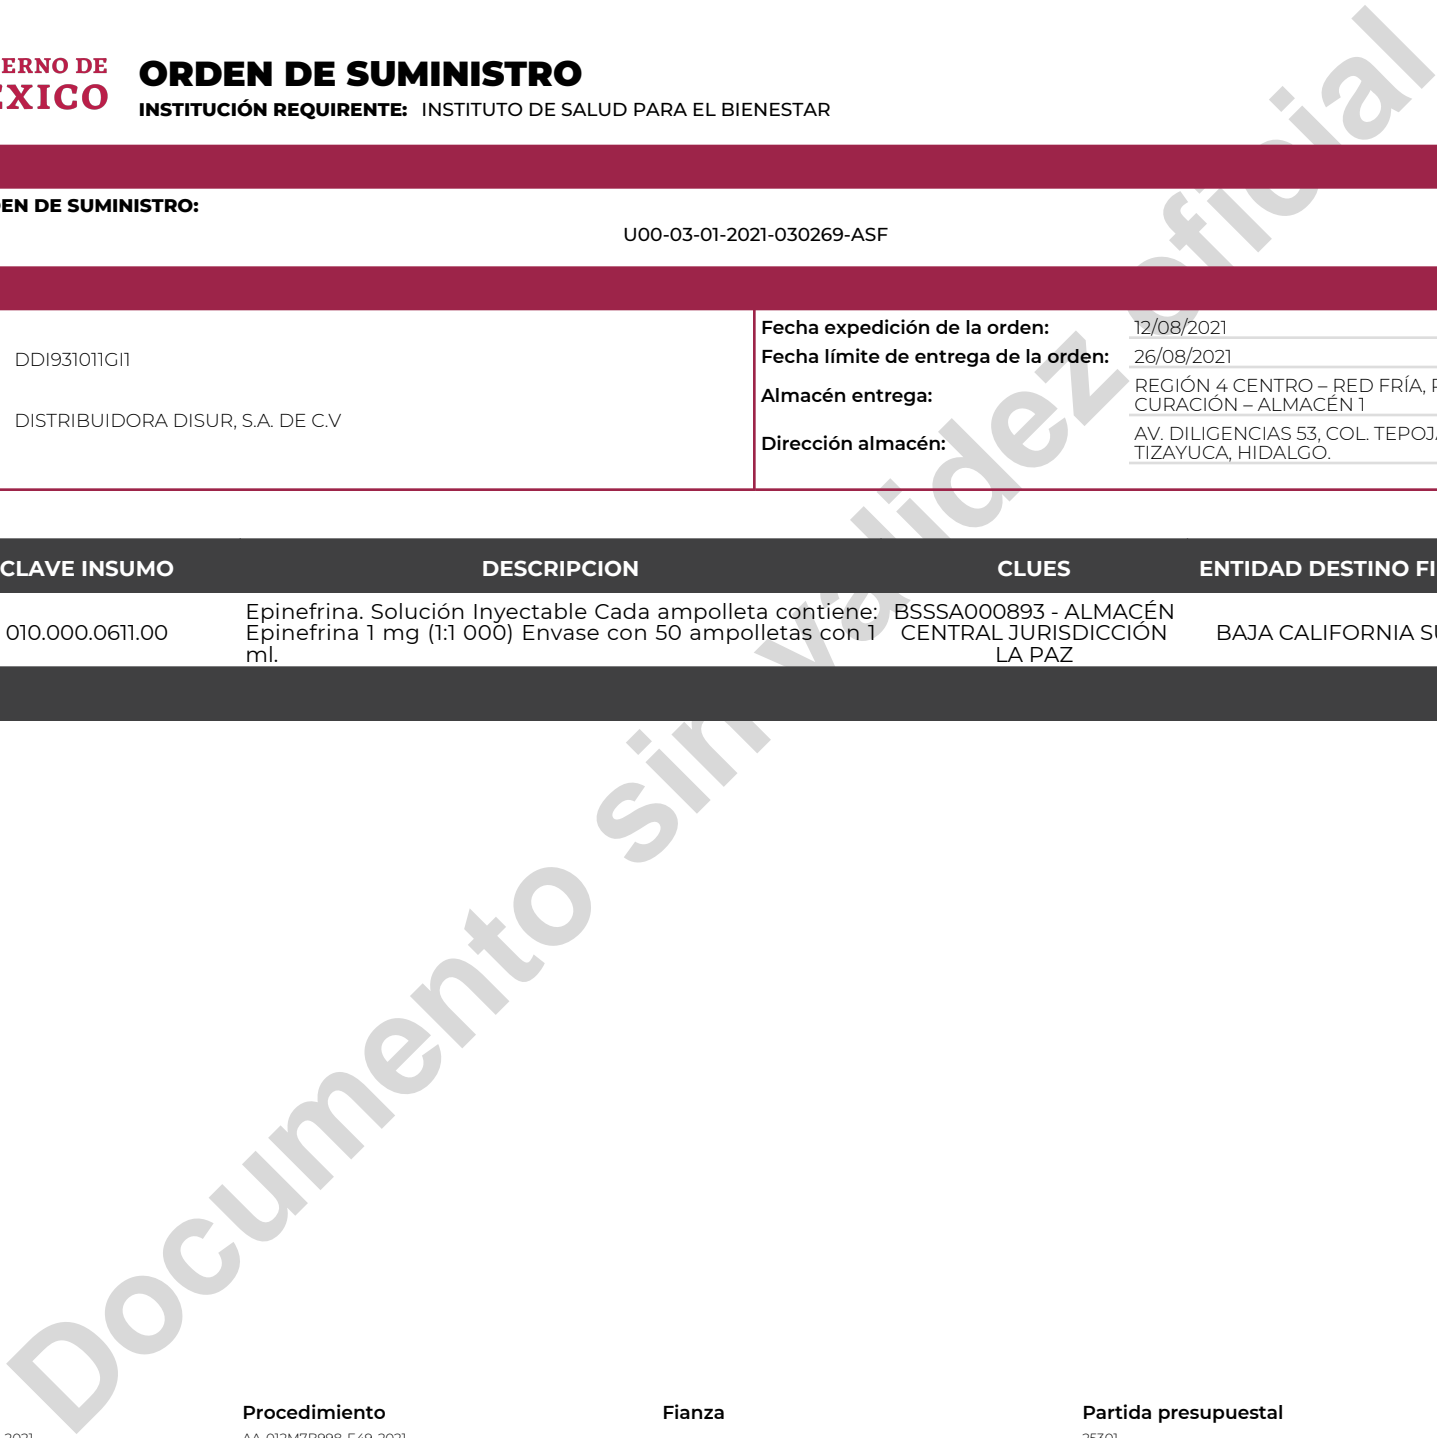 ERNO DE
ORDEN DE SUMINISTRO
INSTITUCIÓN REQUIRENTE: INSTITUTO DE SALUD PARA EL BIENESTAR
EN DE SUMINISTRO:
U00-03-01-2021-030269-ASF
DDI931011GI1
DISTRIBUIDORA DISUR, S.A. DE C.V
Fecha expedición de la orden: 12/08/2021
Fecha límite de entrega de la orden: 26/08/2021
Almacén entrega: REGIÓN 4 CENTRO – RED FRÍA,
CURACIÓN – ALMACÉN 1
Dirección almacén: AV. DILIGENCIAS 53, COL. TEPOJ
TIZAYUCA, HIDALGO.
CLAVE INSUMO DESCRIPCION CLUES ENTIDAD DESTINO FI
010.000.0611.00
Epinefrina. Solución Inyectable Cada ampolleta contiene:
Epinefrina 1 mg (1:1 000) Envase con 50 ampolletas con 1
ml.
BSSSA000893 - ALMACÉN
CENTRAL JURISDICCIÓN
LA PAZ
BAJA CALIFORNIA S
Documento sin validez oficial
Procedimiento Fianza Partida presupuestal